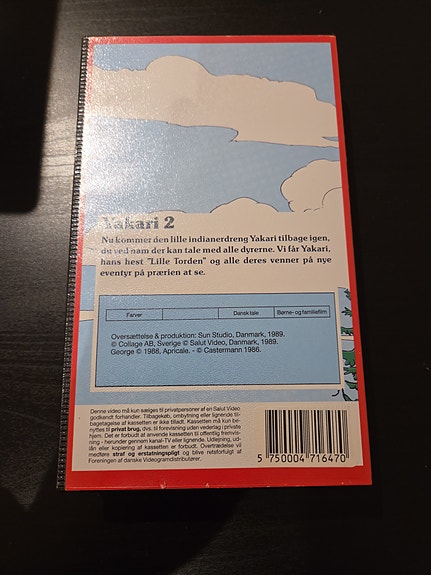 Yakari 2
Nu kommer den lille indianerdreng Yakari tilbage igen,
du ved nam der kan tale med alle dyrerne. Vi får Yakari,
hans hest "Lille Torden" og alle deres venner på nye
eventyr på prærien at se.
Farver Dansk tale Børne- og familiefilm
Oversættelse & produktion: Sun Studio, Danmark, 1989.
© Collage AB, Sverige © Salut Video, Danmark, 1989.
George © 1988, Apricale. - © Castermann 1986.
Denne video må kun sælges til privatpersoner af en Salut Video
godkendt forhandler. Tilbagekøb, ombytning eller lignende til-
bagetagelse af kassetten er ikke tilladt. Kassetten må kun be-
nyttes til privat brug, dvs. til forevisning uden vederlag i private
hjem. Det er forbudt at anvende kassetten til offentlig fremvis-
ning - herunder gennem kanal-TV eller lignende. Udlejning, ud-
lån eller kopiering af kassetten er forbudt. Overtrædelse vil
medføre straf og erstatningspligt og blive retsforfulgt af
Foreningen af danske Videogramdistributører.
5 750004 716470